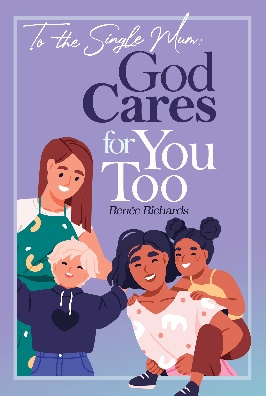 To the Single Mum:
God
Cares
for You
Too
Renée Richards